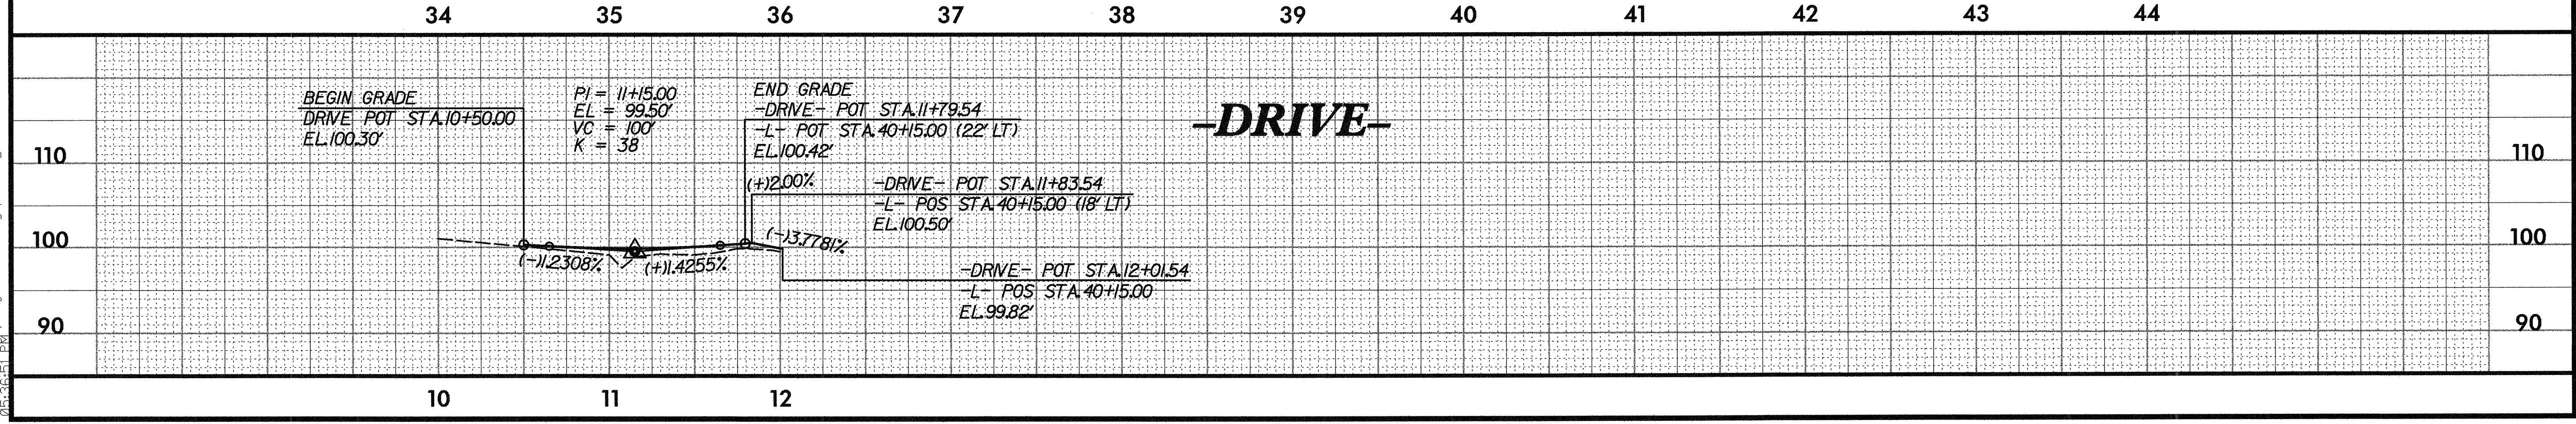 34 35 36 37 38 39 40 41 42 43 44
BEGIN GRADE
DRIVE POT STA.10+50.00
EL.100.30'
PI = 11+15.00
EL = 99.50'
VC = 100'
K = 38
END GRADE
-DRIVE- POT STA.11+79.54
-L- POT STA.40+15.00 (22' LT)
EL.100.42'
-DRIVE-
110 110
(+)2.00%
-DRIVE- POT STA.11+83.54
-L- POS STA.40+15.00 (18' LT)
EL.100.50'
100 100
(-)3.7781%
(-)1.2308%
(+)1.4255%
-DRIVE- POT STA.12+01.54
-L- POS STA.40+15.00
EL.99.82'
90 90
10 11 12
05:36:51 PM